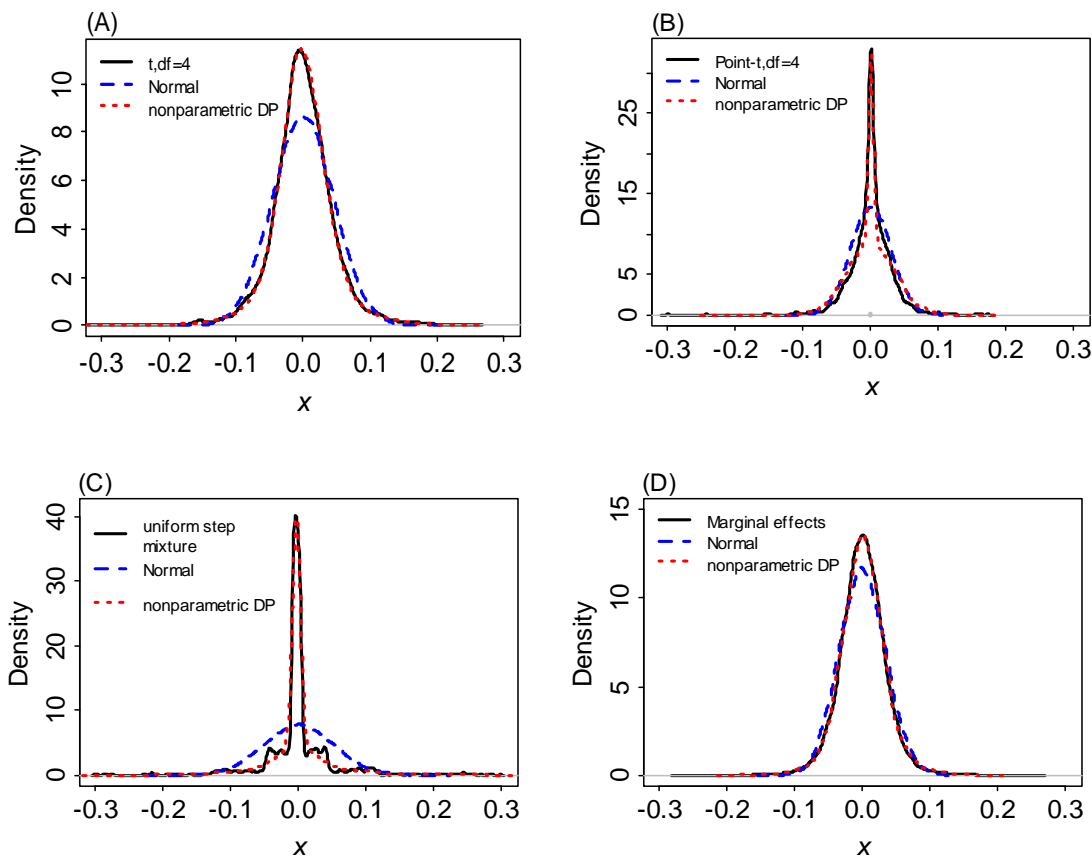 (A)
t,df=4
Normal
nonparametric DP
Density
0 2 4 6 8 10
-0.3 -0.2 -0.1 0.0 0.1 0.2 0.3
x
(B)
Point-t,df=4
Normal
nonparametric DP
Density
0 5 15 25
-0.3 -0.2 -0.1 0.0 0.1 0.2 0.3
x
(C)
uniform step
mixture
Normal
nonparametric DP
Density
0 10 20 30 40
-0.3 -0.2 -0.1 0.0 0.1 0.2 0.3
x
(D)
Marginal effects
Normal
nonparametric DP
Density
0 5 10 15
-0.3 -0.2 -0.1 0.0 0.1 0.2 0.3
x